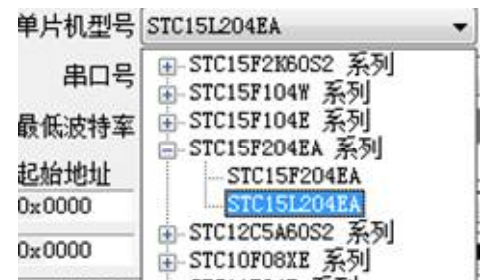 单片机型号 STC15L204EA
串口号
STC15F2K60S2 系列
STC15F104W 系列
最低波特率
STC15F104E 系列
STC15F204EA 系列
起始地址
STC15F204EA
0x0000
STC15L204EA
STC12C5A60S2 系列
0x0000
STC10F08XE 系列